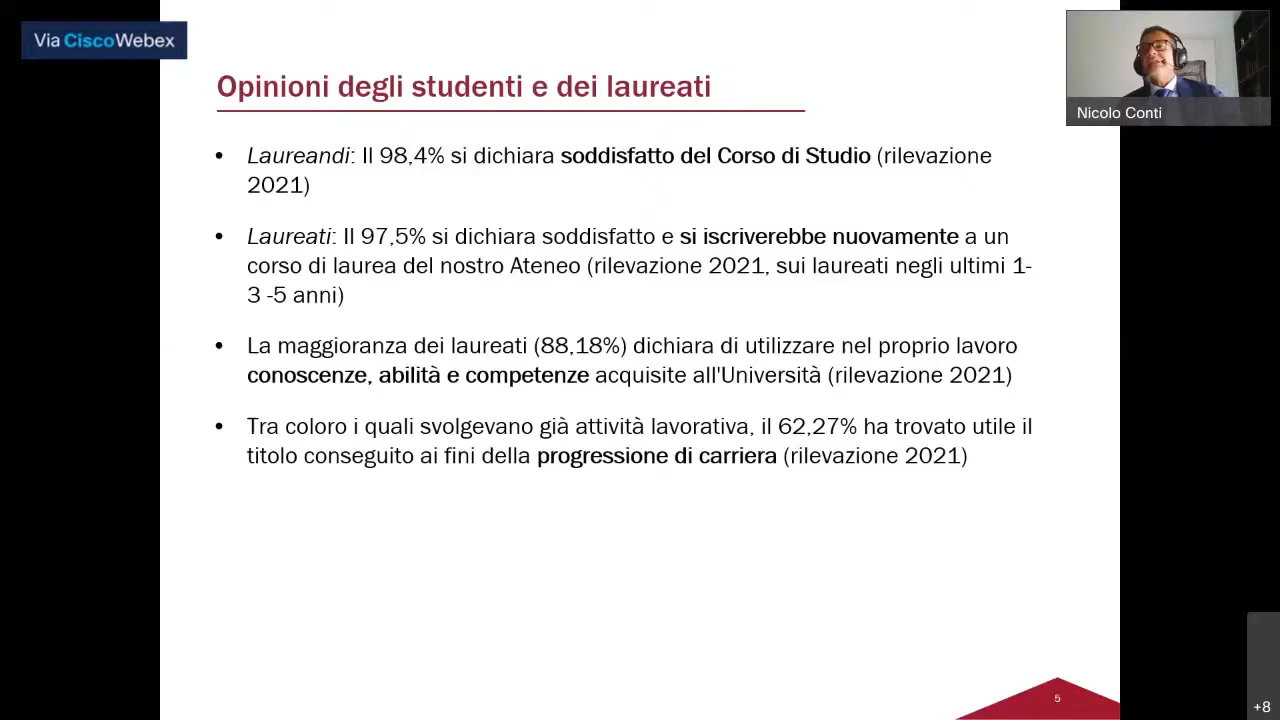 Via CiscoWebex
Nicolo Conti
Opinioni degli studenti e dei laureati
• Laureandi: Il 98,4% si dichiara soddisfatto del Corso di Studio (rilevazione
2021)
• Laureati: Il 97,5% si dichiara soddisfatto e si iscriverebbe nuovamente a un
corso di laurea del nostro Ateneo (rilevazione 2021, sui laureati negli ultimi 1-
3 -5 anni)
• La maggioranza dei laureati (88,18%) dichiara di utilizzare nel proprio lavoro
conoscenze, abilità e competenze acquisite all'Università (rilevazione 2021)
• Tra coloro i quali svolgevano già attività lavorativa, il 62,27% ha trovato utile il
titolo conseguito ai fini della progressione di carriera (rilevazione 2021)
5
+8